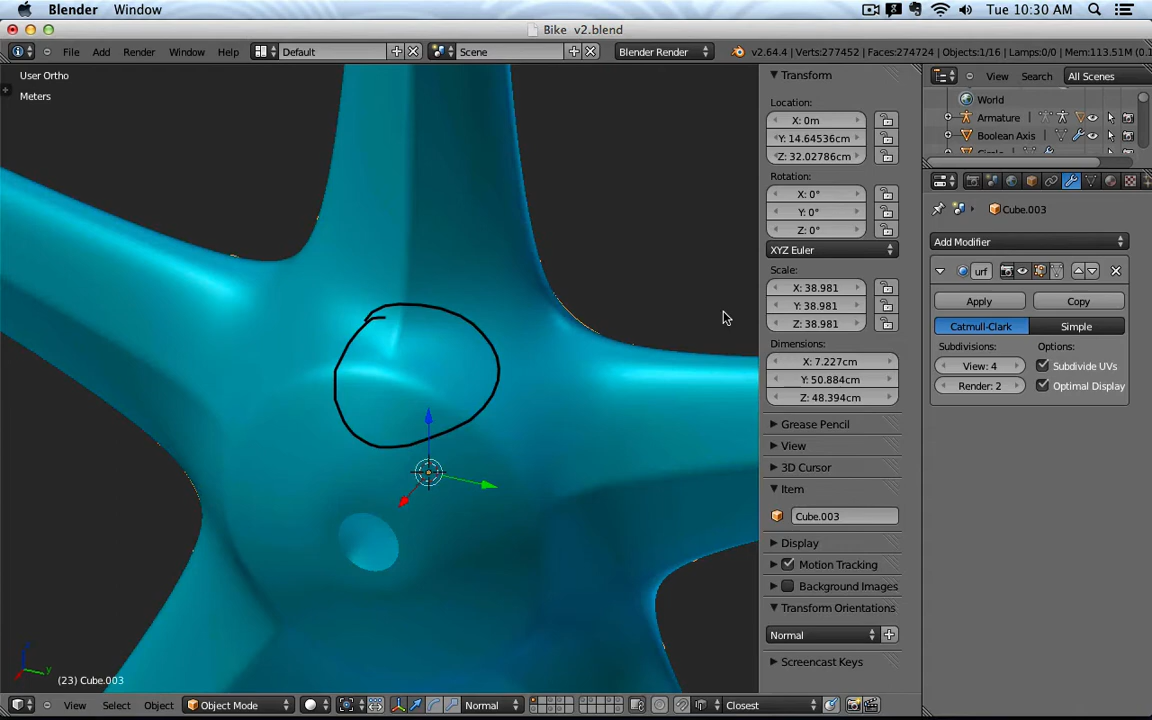 Blender Window Tue 10:30 AM
Bike v2.blend
File Add Render Window Help Default Scene Blender Render v2.64.4 | Verts:277452 | Faces:274724 | Objects:1/16 | Lamps:0/0 | Mem:113.51M (0.
User Ortho
Meters
Transform
View Search All Scenes
World
Location:
X: 0m
Armature
Y: 14.64536cm
Boolean Axis
Z: 32.02786cm
Rotation:
X: 0°
Cube.003
Y: 0°
Z: 0°
XYZ Euler
Add Modifier
Scale:
urf
X: 38.981
Apply Copy
Y: 38.981
Z: 38.981
Catmull-Clark Simple
Dimensions:
Subdivisions: Options:
X: 7.227cm
View: 4 Subdivide UVs
Y: 50.884cm
Render: 2 Optimal Display
Z: 48.394cm
Grease Pencil
View
3D Cursor
Item
Cube.003
Display
Motion Tracking
Background Images
Transform Orientations
Normal
Screencast Keys
(23) Cube.003
View Select Object Object Mode Normal Closest